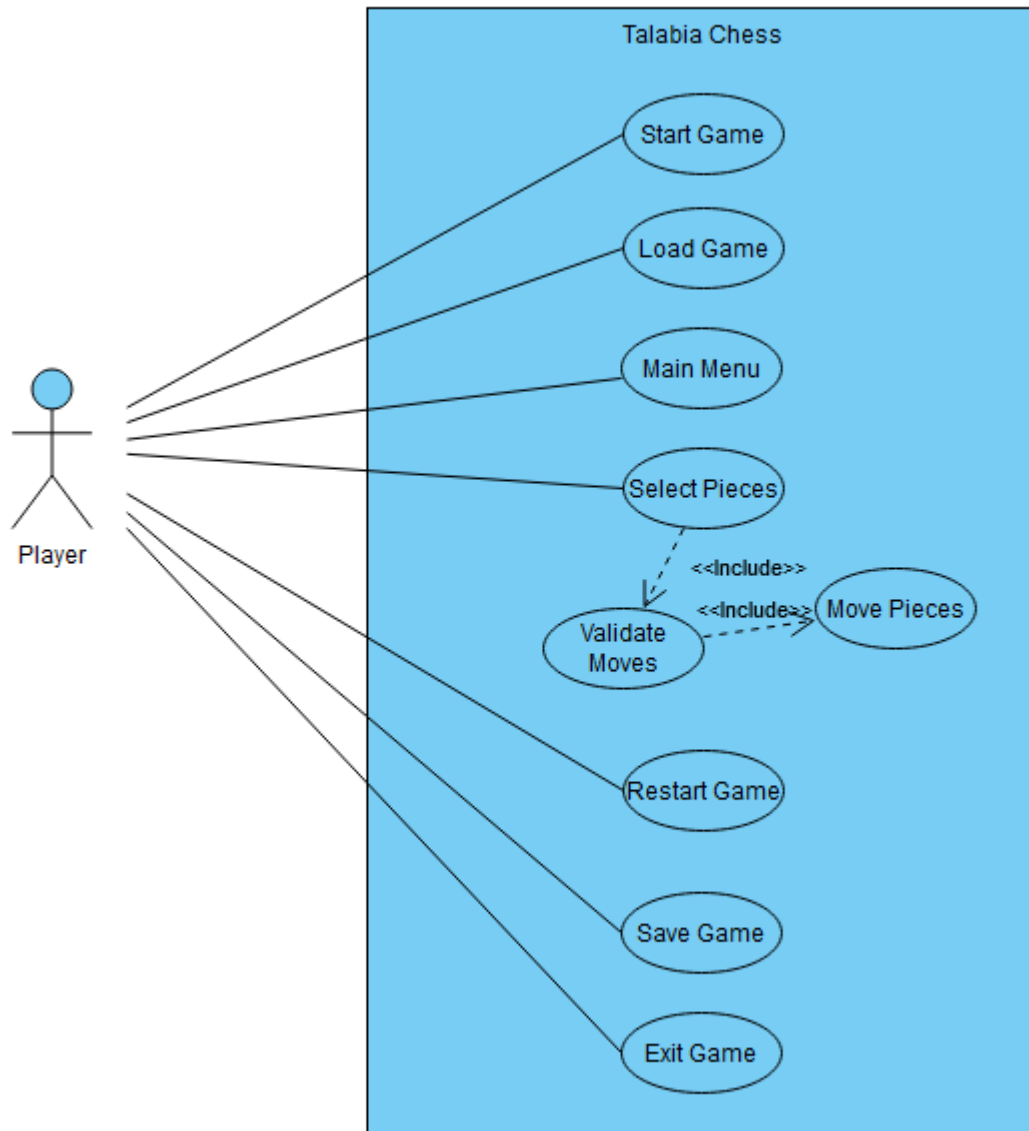 Talabia Chess
Start Game
Load Game
Main Menu
Select Pieces
<<Include>>
<<Include>>
Move Pieces
Validate
Moves
Player
Restart Game
Save Game
Exit Game